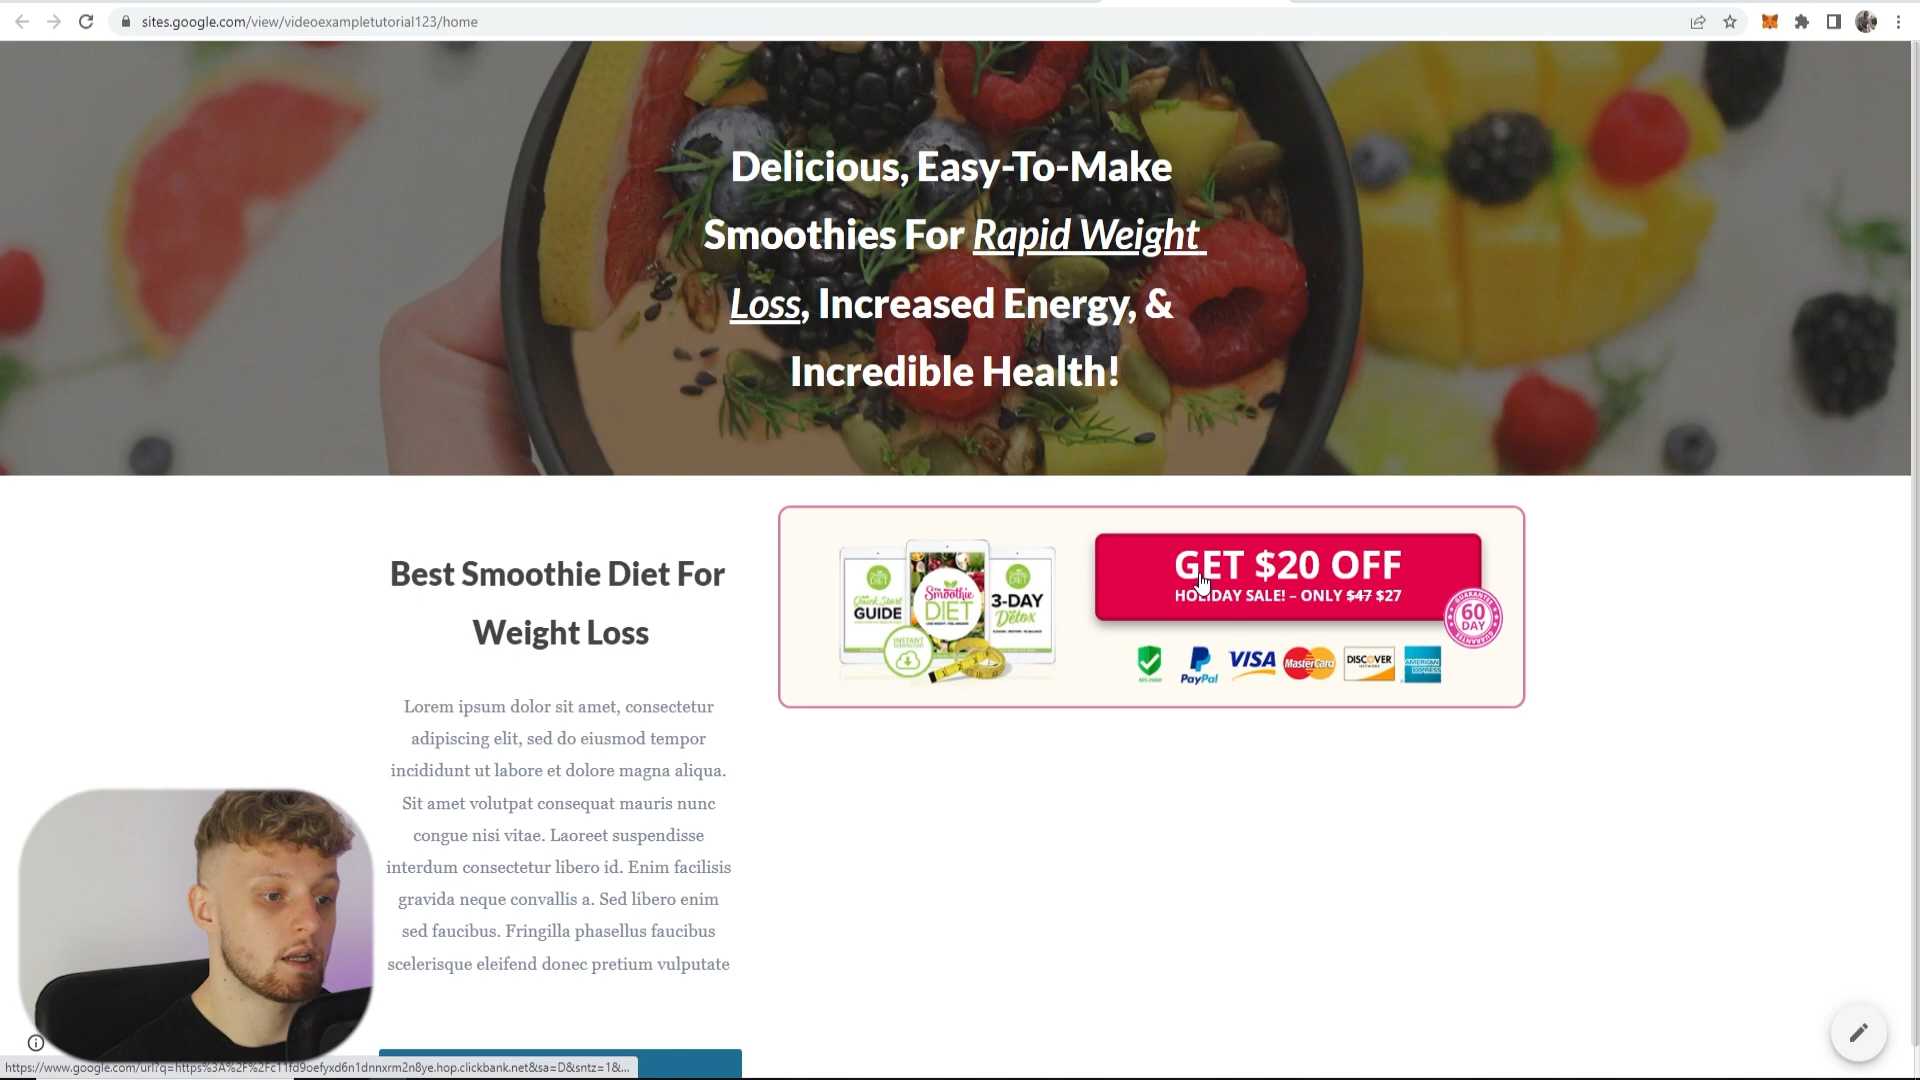 sites.google.com/view/videoexampletutorial123/home
Delicious, Easy-To-Make
Smoothies For Rapid Weight
Loss, Increased Energy, &
Incredible Health!
Best Smoothie Diet For
Weight Loss
Lorem ipsum dolor sit amet, consectetur
adipiscing elit, sed do eiusmod tempor
incididunt ut labore et dolore magna aliqua.
Sit amet volutpat consequat mauris nunc
congue nisi vitae. Laoreet suspendisse
interdum consectetur libero id. Enim facilisis
gravida neque convallis a. Sed libero enim
sed faucibus. Fringilla phasellus faucibus
scelerisque eleifend donec pretium vulputate
Quick Start
GUIDE
The
Smoothie
DIET
3-DAY
Detox
INSTANT
DOWNLOAD
GET $20 OFF
HOLIDAY SALE! – ONLY $47 $27
GUARANTEE
60
DAY
GUARANTEE
PayPal
VISA
MasterCard
DISCOVER
NETWORK
AMERICAN
EXPRESS
https://www.google.com/url?q=https%3A%2F%2Fc11fd9oefyxd6n1dnnxrm2n8ye.hop.clickbank.net&sa=D&sntz=1&...